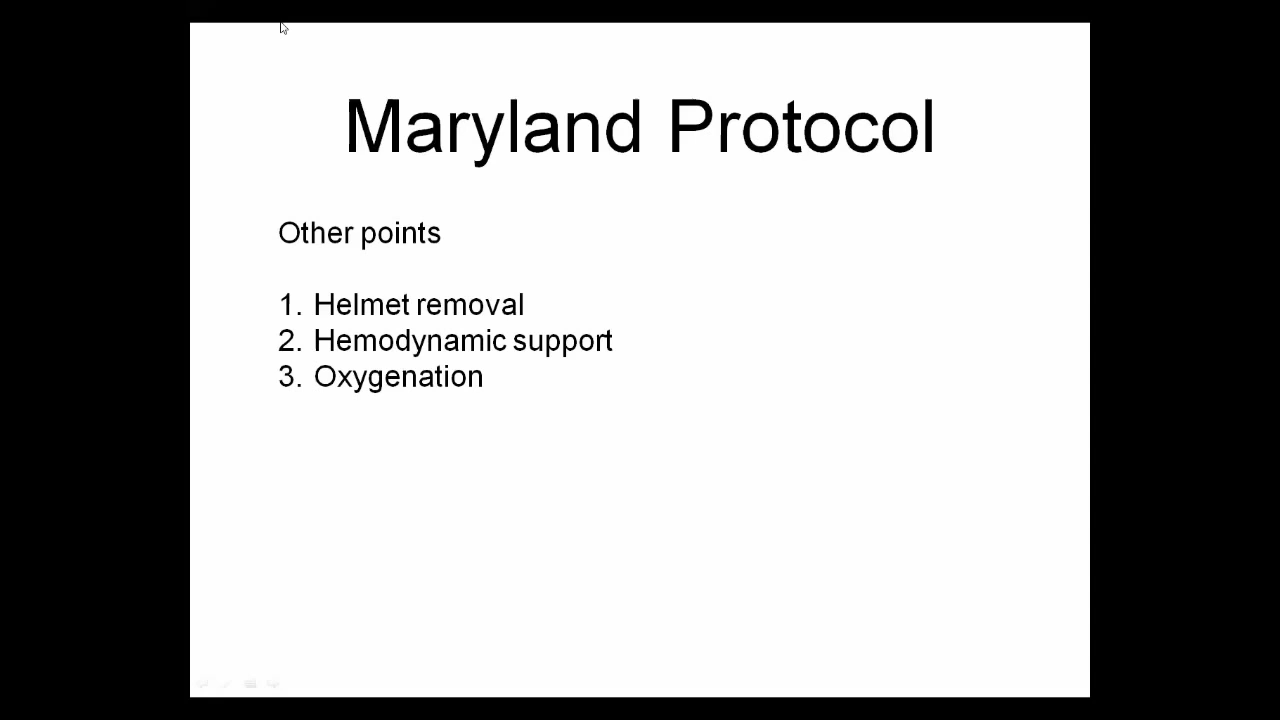 Maryland Protocol
Other points
1. Helmet removal
2. Hemodynamic support
3. Oxygenation